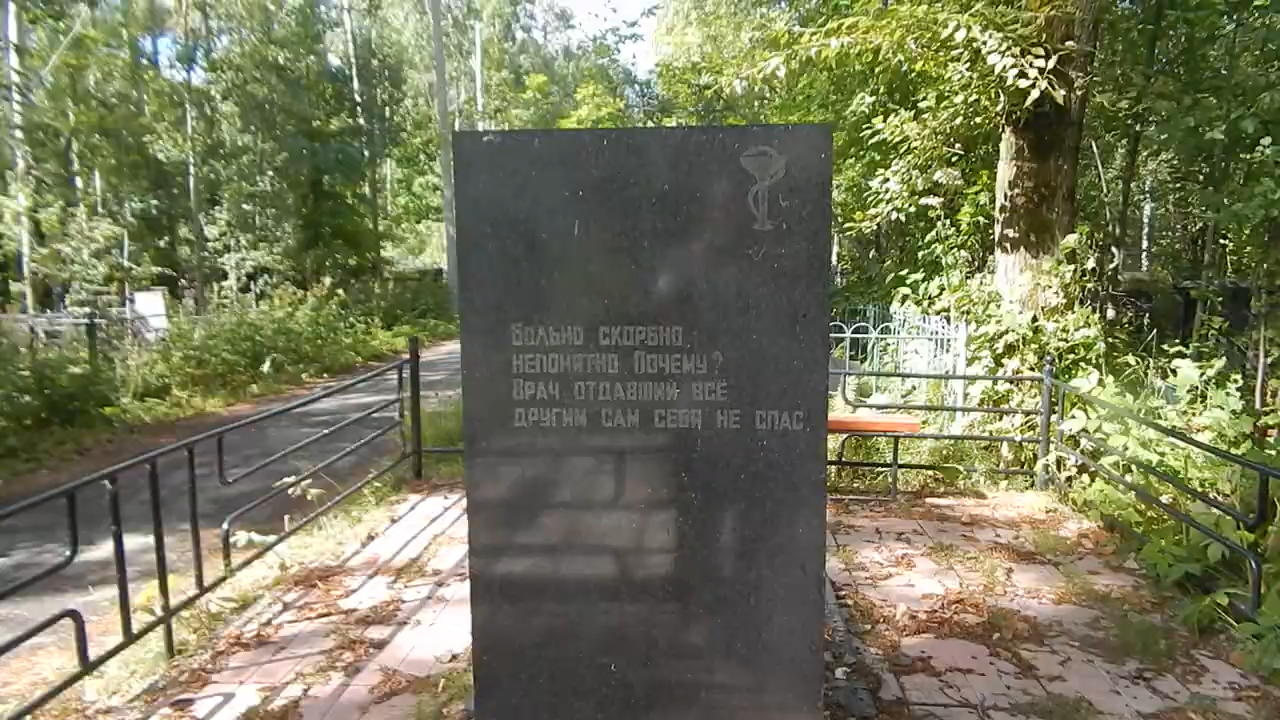 Больно скорбно
непонятно Почему?
Врач отдавший всё
другим сам себя не спас